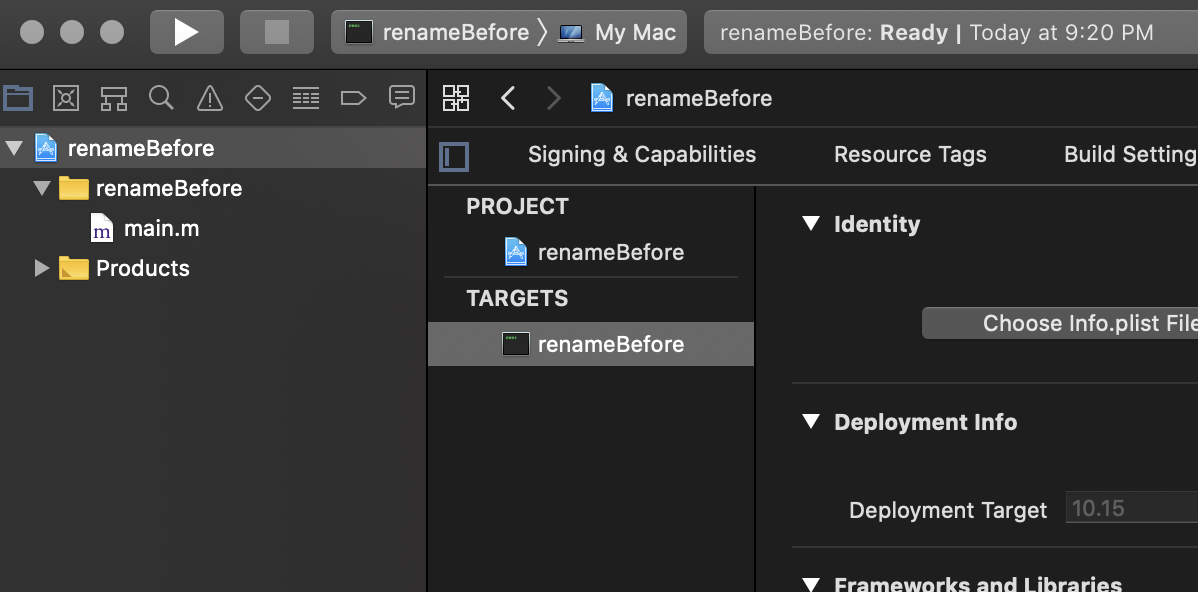 renameBefore My Mac renameBefore: Ready | Today at 9:20 PM
renameBefore
Signing & Capabilities Resource Tags Build Setting
renameBefore
renameBefore
main.m
Products
PROJECT
renameBefore
TARGETS
renameBefore
Identity
Choose Info.plist File
Deployment Info
Deployment Target 10.15
Frameworks and Libraries